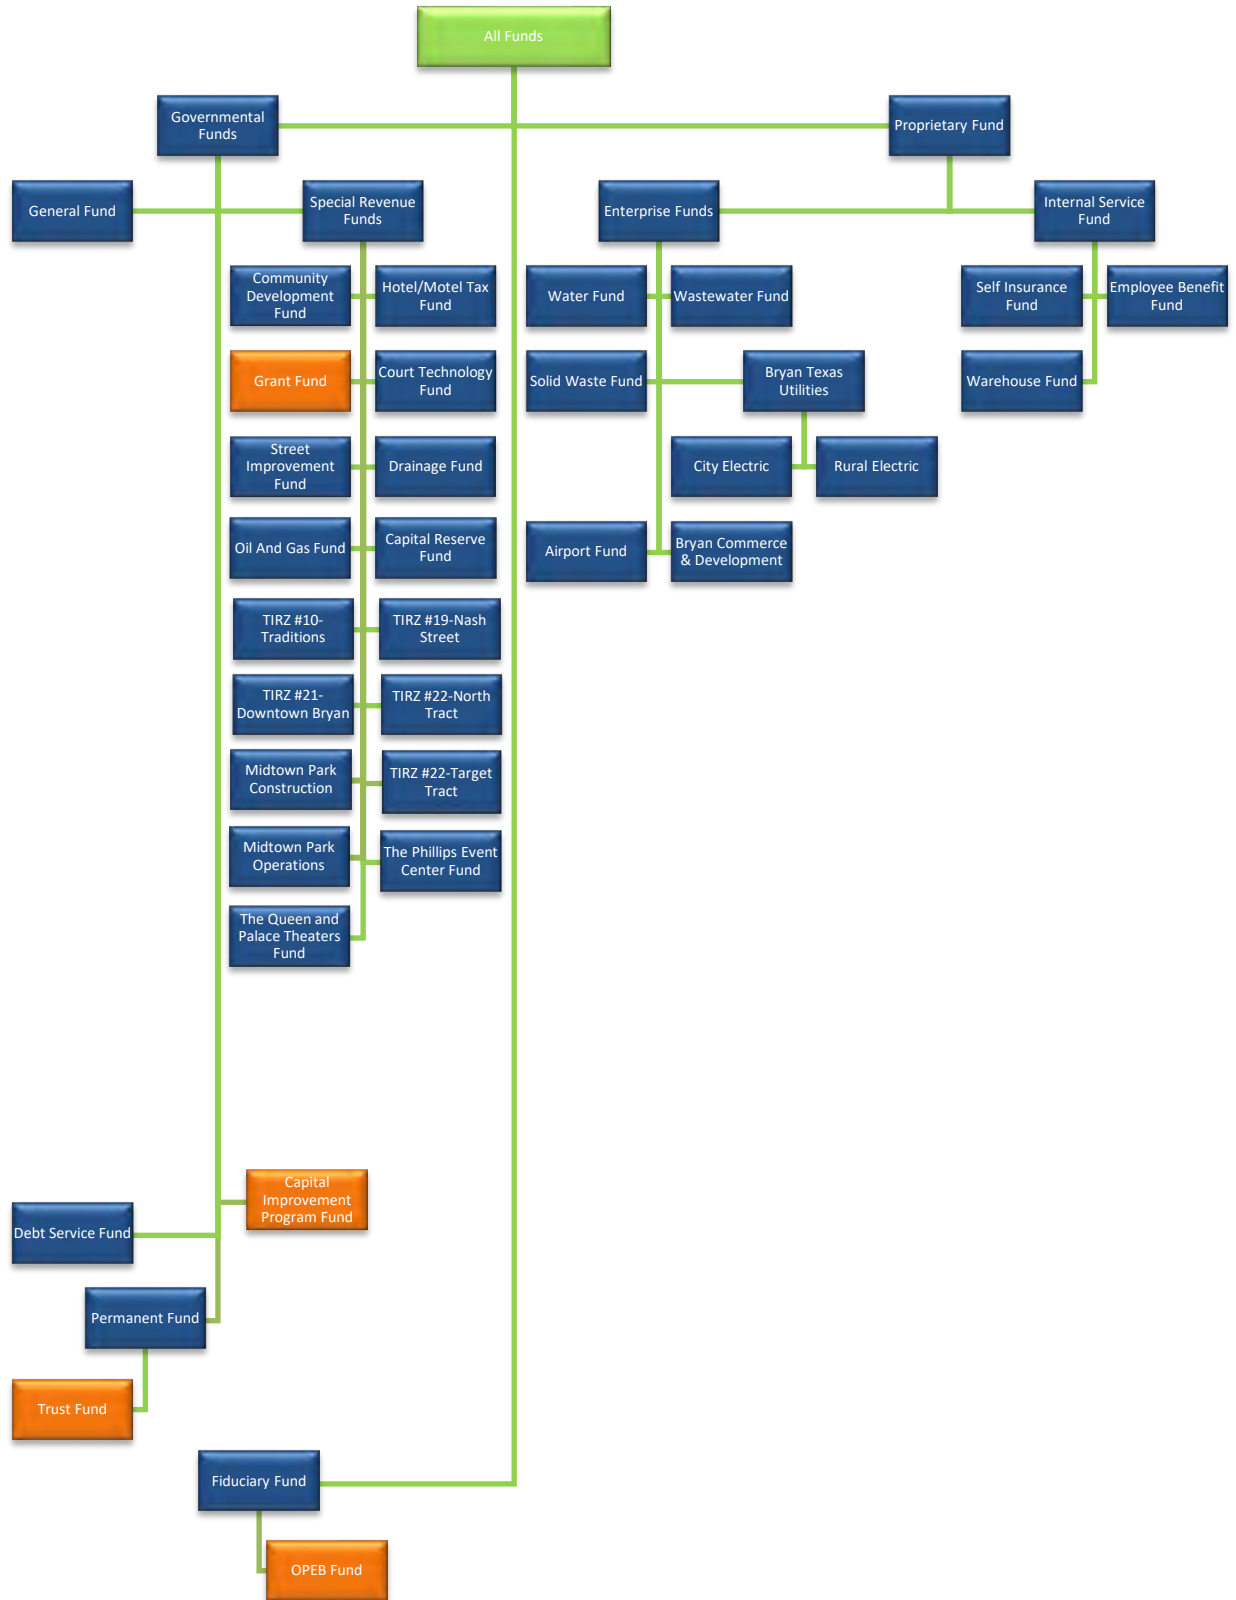 All Funds
Governmental
Funds
Proprietary Fund
General Fund
Special Revenue
Funds
Enterprise Funds
Internal Service
Fund
Community
Development
Fund
Hotel/Motel Tax
Fund
Water Fund
Wastewater Fund
Self Insurance
Fund
Employee Benefit
Fund
Grant Fund
Court Technology
Fund
Solid Waste Fund
Bryan Texas
Utilities
Warehouse Fund
Street
Improvement
Fund
Drainage Fund
City Electric
Rural Electric
Oil And Gas Fund
Capital Reserve
Fund
Airport Fund
Bryan Commerce
& Development
TIRZ #10-
Traditions
TIRZ #19-Nash
Street
TIRZ #21-
Downtown Bryan
TIRZ #22-North
Tract
Midtown Park
Construction
TIRZ #22-Target
Tract
Midtown Park
Operations
The Phillips Event
Center Fund
The Queen and
Palace Theaters
Fund
Capital
Improvement
Program Fund
Debt Service Fund
Permanent Fund
Trust Fund
Fiduciary Fund
OPEB Fund